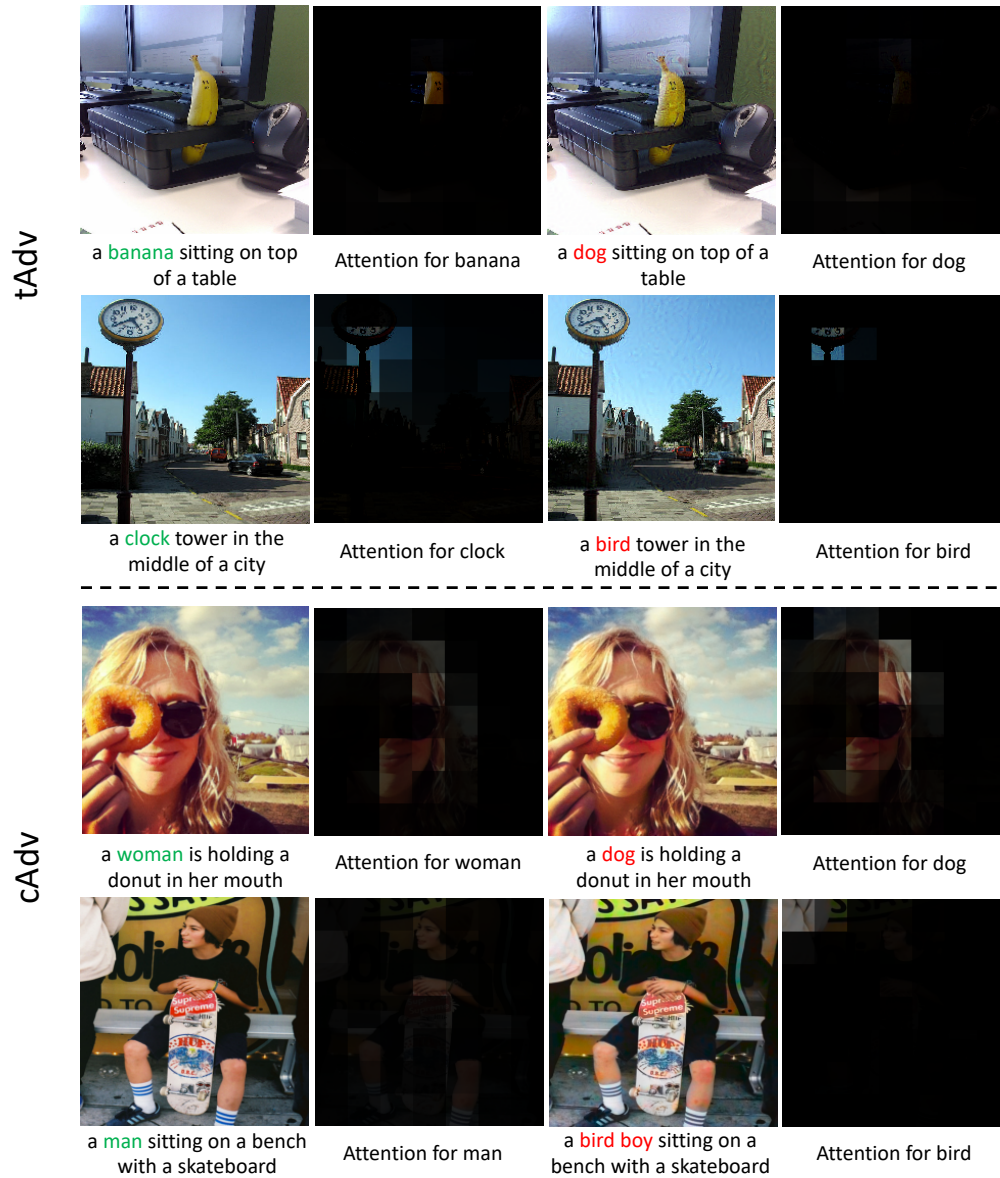 tAdv
a banana sitting on top
of a table
Attention for banana
a dog sitting on top of a
table
Attention for dog
a clock tower in the
middle of a city
Attention for clock
a bird tower in the
middle of a city
Attention for bird
cAdv
a woman is holding a
donut in her mouth
Attention for woman
a dog is holding a
donut in her mouth
Attention for dog
Supreme
Supreme
HUP
a man sitting on a bench
with a skateboard
Attention for man
a bird boy sitting on a
bench with a skateboard
Attention for bird